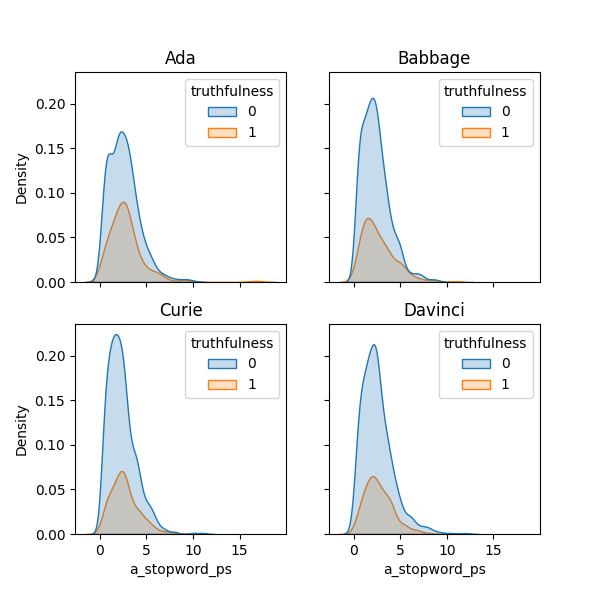 Ada
Babbage
truthfulness
0
1
truthfulness
0
1
Density
0.20
0.15
0.10
0.05
0.00
Curie
Davinci
truthfulness
0
1
truthfulness
0
1
Density
0.20
0.15
0.10
0.05
0.00
0 5 10 15
0 5 10 15
a_stopword_ps
a_stopword_ps